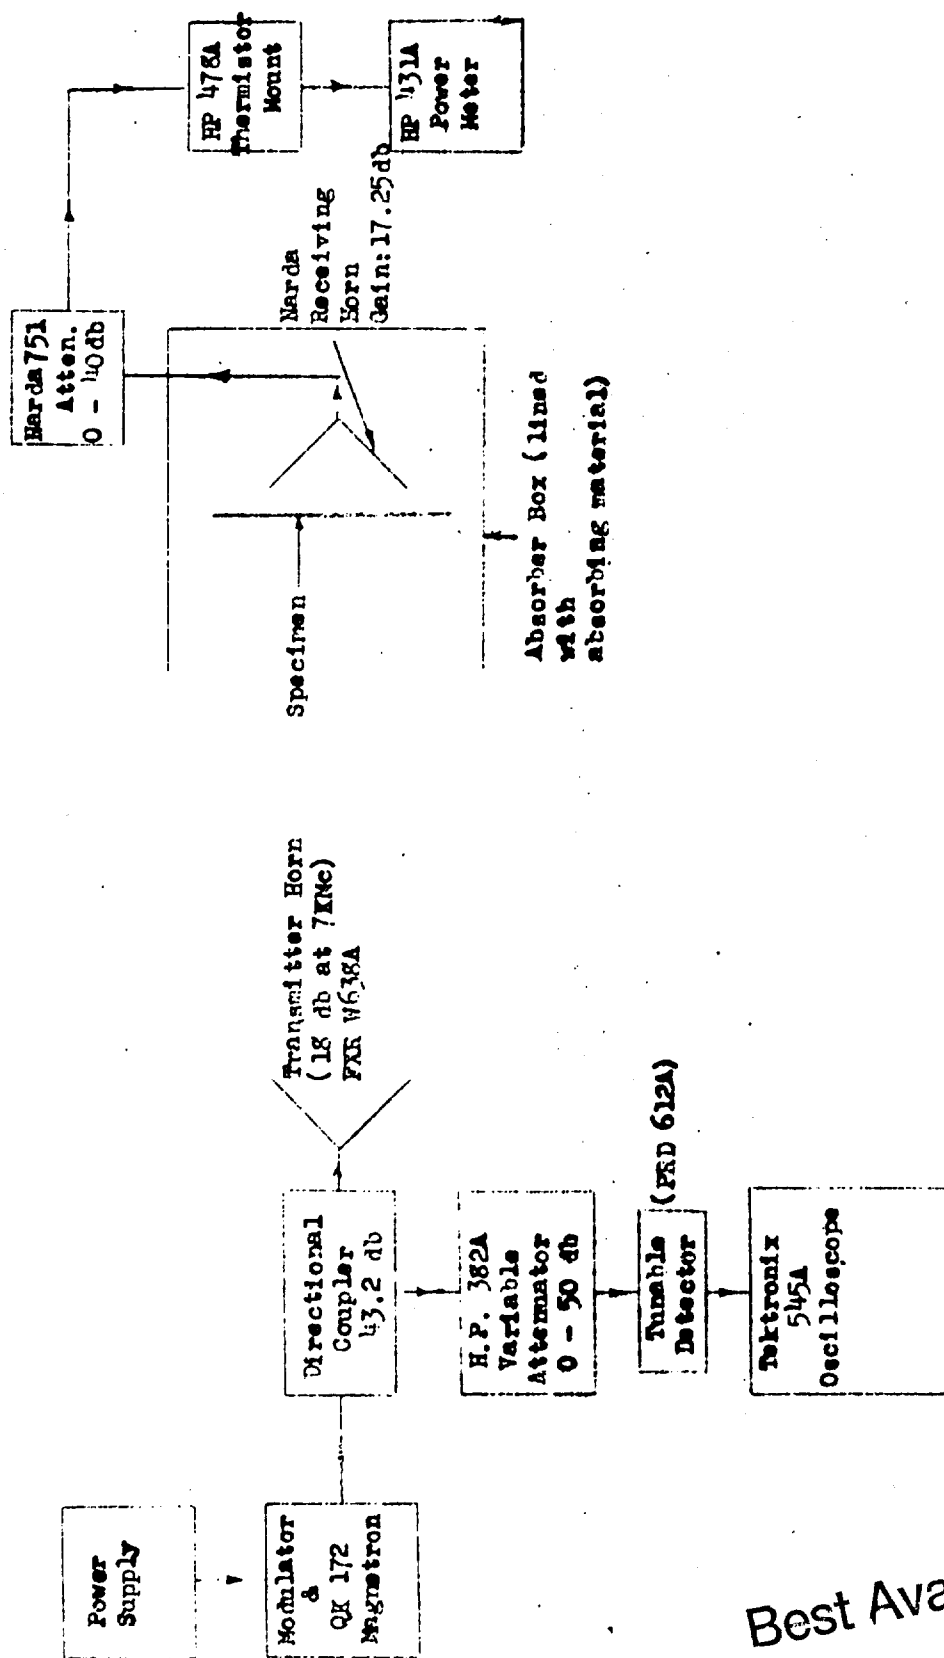 Power
Supply
Modulator
&
QK 172
Magnetron
Directional
Coupler
43.2 db
Transmitter Horn
(18 db at 7KMc)
FXR W638A
H.P. 382A
Variable
Attenuator
0 - 50 db
Tunable
Detector
(PRD 612A)
Tektronix
545A
Oscilloscope
Specimen
Absorber Box (lined
with
absorbing material)
Narda
Receiving
Horn
Gain:17.25db
Narda 751
Atten.
0 - 40db
HP 478A
Thermistor
Mount
HP 431A
Power
Meter
Best Ava